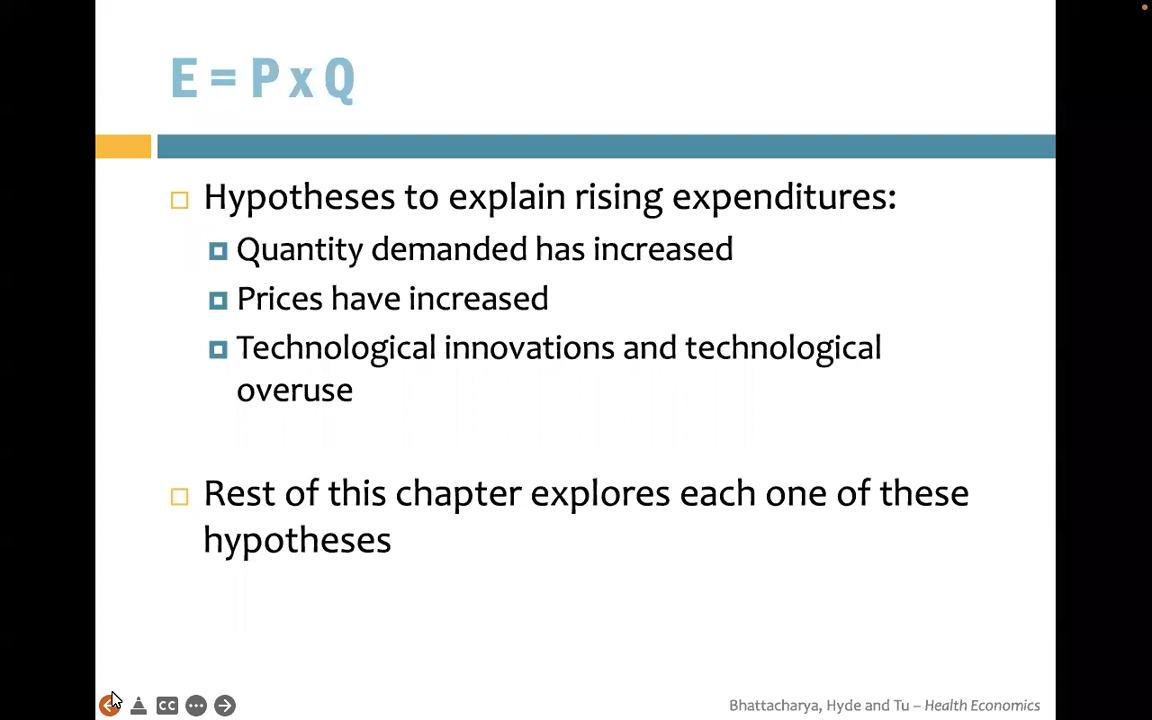 E = P x Q
Hypotheses to explain rising expenditures:
Quantity demanded has increased
Prices have increased
Technological innovations and technological
overuse
Rest of this chapter explores each one of these
hypotheses
CC
Bhattacharya, Hyde and Tu – Health Economics